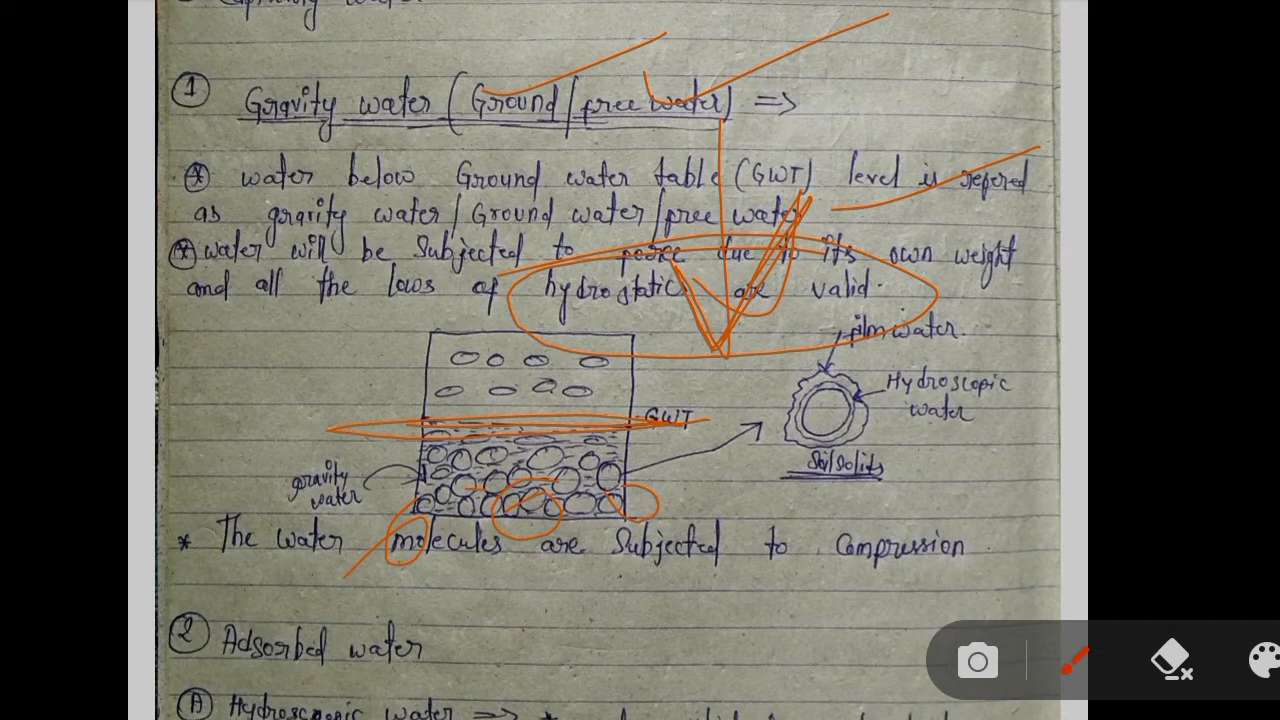 ① Gravity water (Ground/free water) =>
* water below Ground water table (GWT) level is refered
as gravity water/Ground water/free water
* water will be Subjected to due to its own weight
and all the laws of hydrostatics are valid.
film water
Hydroscopic
water
GWT
Soil solids
gravity
water
* The water molecules are Subjected to Compression
② Adsorbed water
Ⓐ Hydroscopic water =>